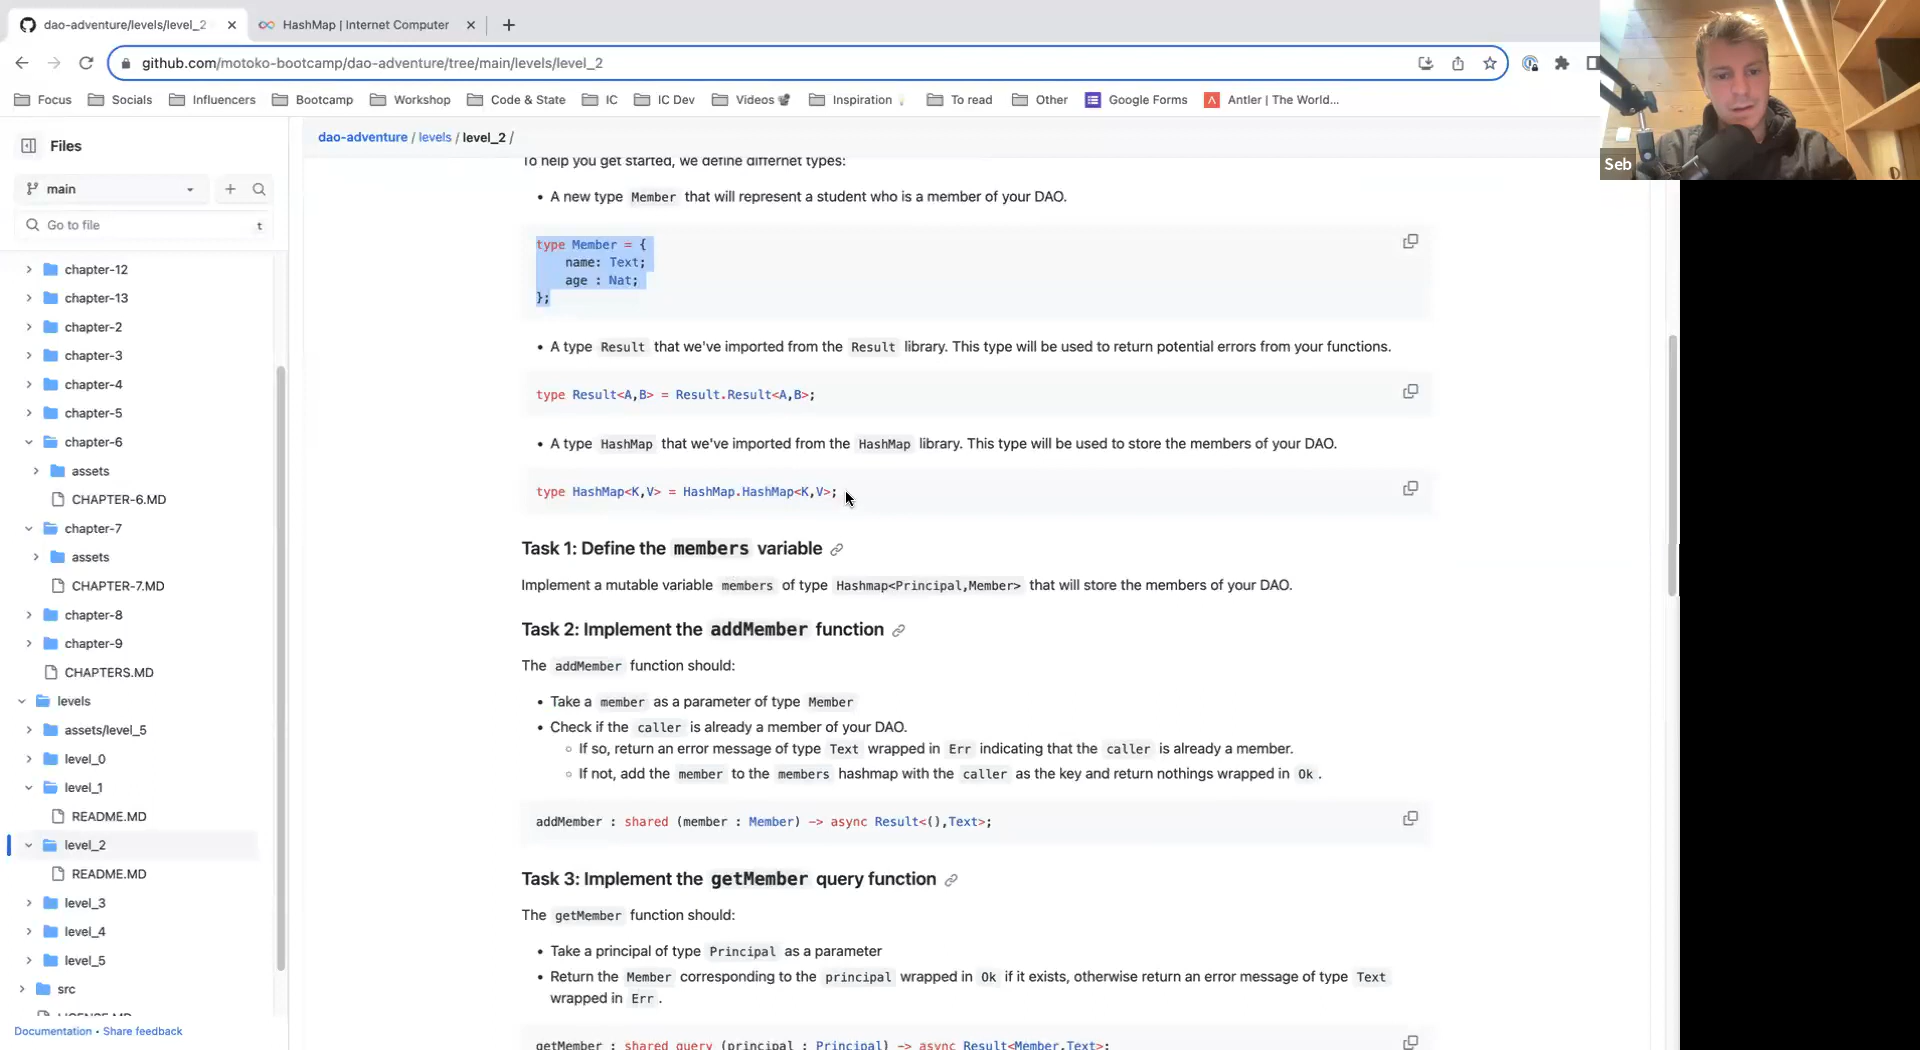 dao-adventure/levels/level_2
HashMap | Internet Computer
github.com/motoko-bootcamp/dao-adventure/tree/main/levels/level_2
Focus
Socials
Influencers
Bootcamp
Workshop
Code & State
IC
IC Dev
Videos
Inspiration
To read
Other
Google Forms
Antler | The World...
Seb
Files
main
Go to file
t
chapter-12
chapter-13
chapter-2
chapter-3
chapter-4
chapter-5
chapter-6
assets
CHAPTER-6.MD
chapter-7
assets
CHAPTER-7.MD
chapter-8
chapter-9
CHAPTERS.MD
levels
assets/level_5
level_0
level_1
README.MD
level_2
README.MD
level_3
level_4
level_5
src
LICENSE.MD
Documentation • Share feedback
dao-adventure / levels / level_2 /
To help you get started, we define differnet types:
• A new type Member that will represent a student who is a member of your DAO.
type Member = {
name: Text;
age : Nat;
};
• A type Result that we've imported from the Result library. This type will be used to return potential errors from your functions.
type Result<A,B> = Result.Result<A,B>;
• A type HashMap that we've imported from the HashMap library. This type will be used to store the members of your DAO.
type HashMap<K,V> = HashMap.HashMap<K,V>;
Task 1: Define the members variable
Implement a mutable variable members of type Hashmap<Principal,Member> that will store the members of your DAO.
Task 2: Implement the addMember function
The addMember function should:
• Take a member as a parameter of type Member
• Check if the caller is already a member of your DAO.
◦ If so, return an error message of type Text wrapped in Err indicating that the caller is already a member.
◦ If not, add the member to the members hashmap with the caller as the key and return nothings wrapped in Ok .
addMember : shared (member : Member) -> async Result<(),Text>;
Task 3: Implement the getMember query function
The getMember function should:
• Take a principal of type Principal as a parameter
• Return the Member corresponding to the principal wrapped in Ok if it exists, otherwise return an error message of type Text
wrapped in Err .
getMember : shared query (principal : Principal) -> async Result<Member,Text>;